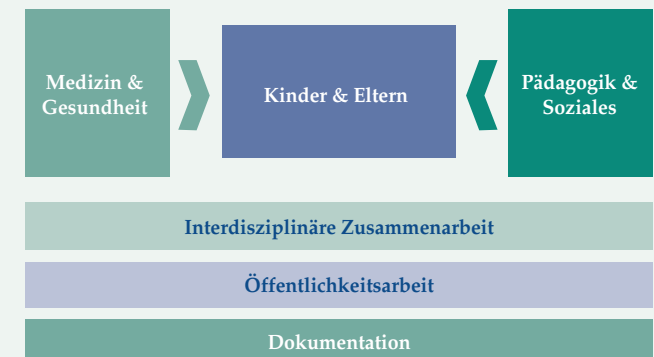 Medizin &
Gesundheit
Kinder & Eltern
Pädagogik &
Soziales
Interdisziplinäre Zusammenarbeit
Öffentlichkeitsarbeit
Dokumentation